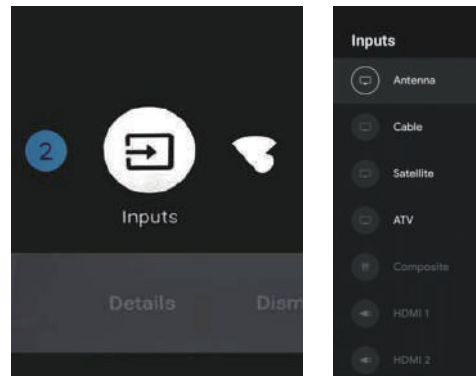 2
Inputs
Details
Dism
Inputs
Antenna
Cable
Satellite
ATV
Composite
HDMI 1
HDMI 2